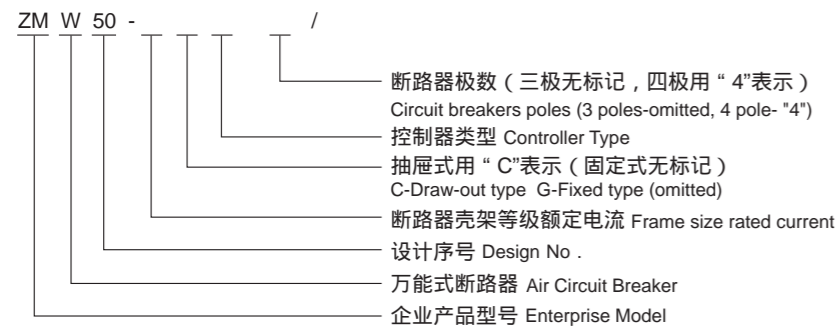 ZM W 50 - /
断路器极数（三极无标记，四极用“4”表示）
Circuit breakers poles (3 poles-omitted, 4 pole- "4")
控制器类型 Controller Type
抽屉式用“C”表示（固定式无标记）
C-Draw-out type G-Fixed type (omitted)
断路器壳架等级额定电流 Frame size rated current
设计序号 Design No .
万能式断路器 Air Circuit Breaker
企业产品型号 Enterprise Model